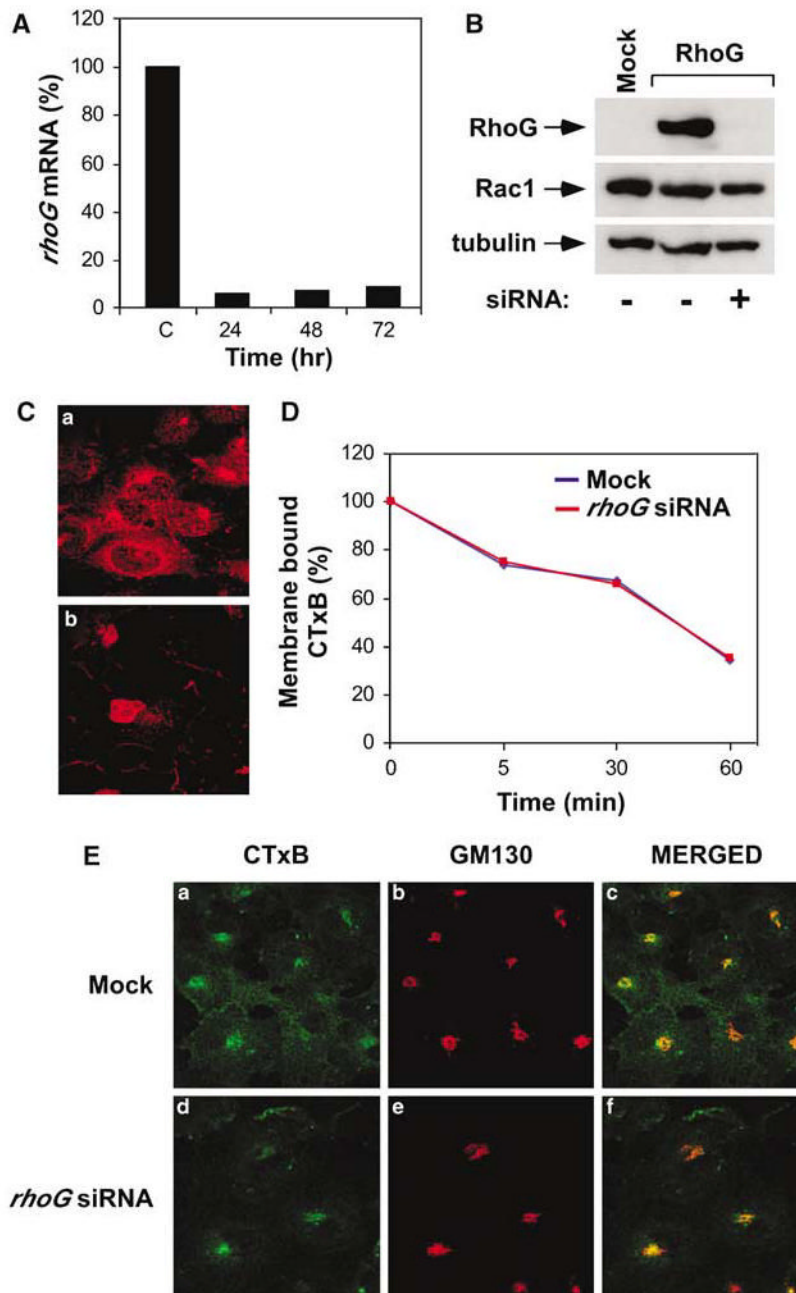 A
rhoG mRNA (%)
120
100
80
60
40
20
0
C 24 48 72
Time (hr)
B
Mock
RhoG
RhoG
Rac1
tubulin
siRNA: - - +
C
a
b
D
Membrane bound
CTxB (%)
120
100
80
60
40
20
0
Mock
rhoG siRNA
0 5 30 60
Time (min)
E
CTxB GM130 MERGED
Mock
a b c
rhoG siRNA
d e f